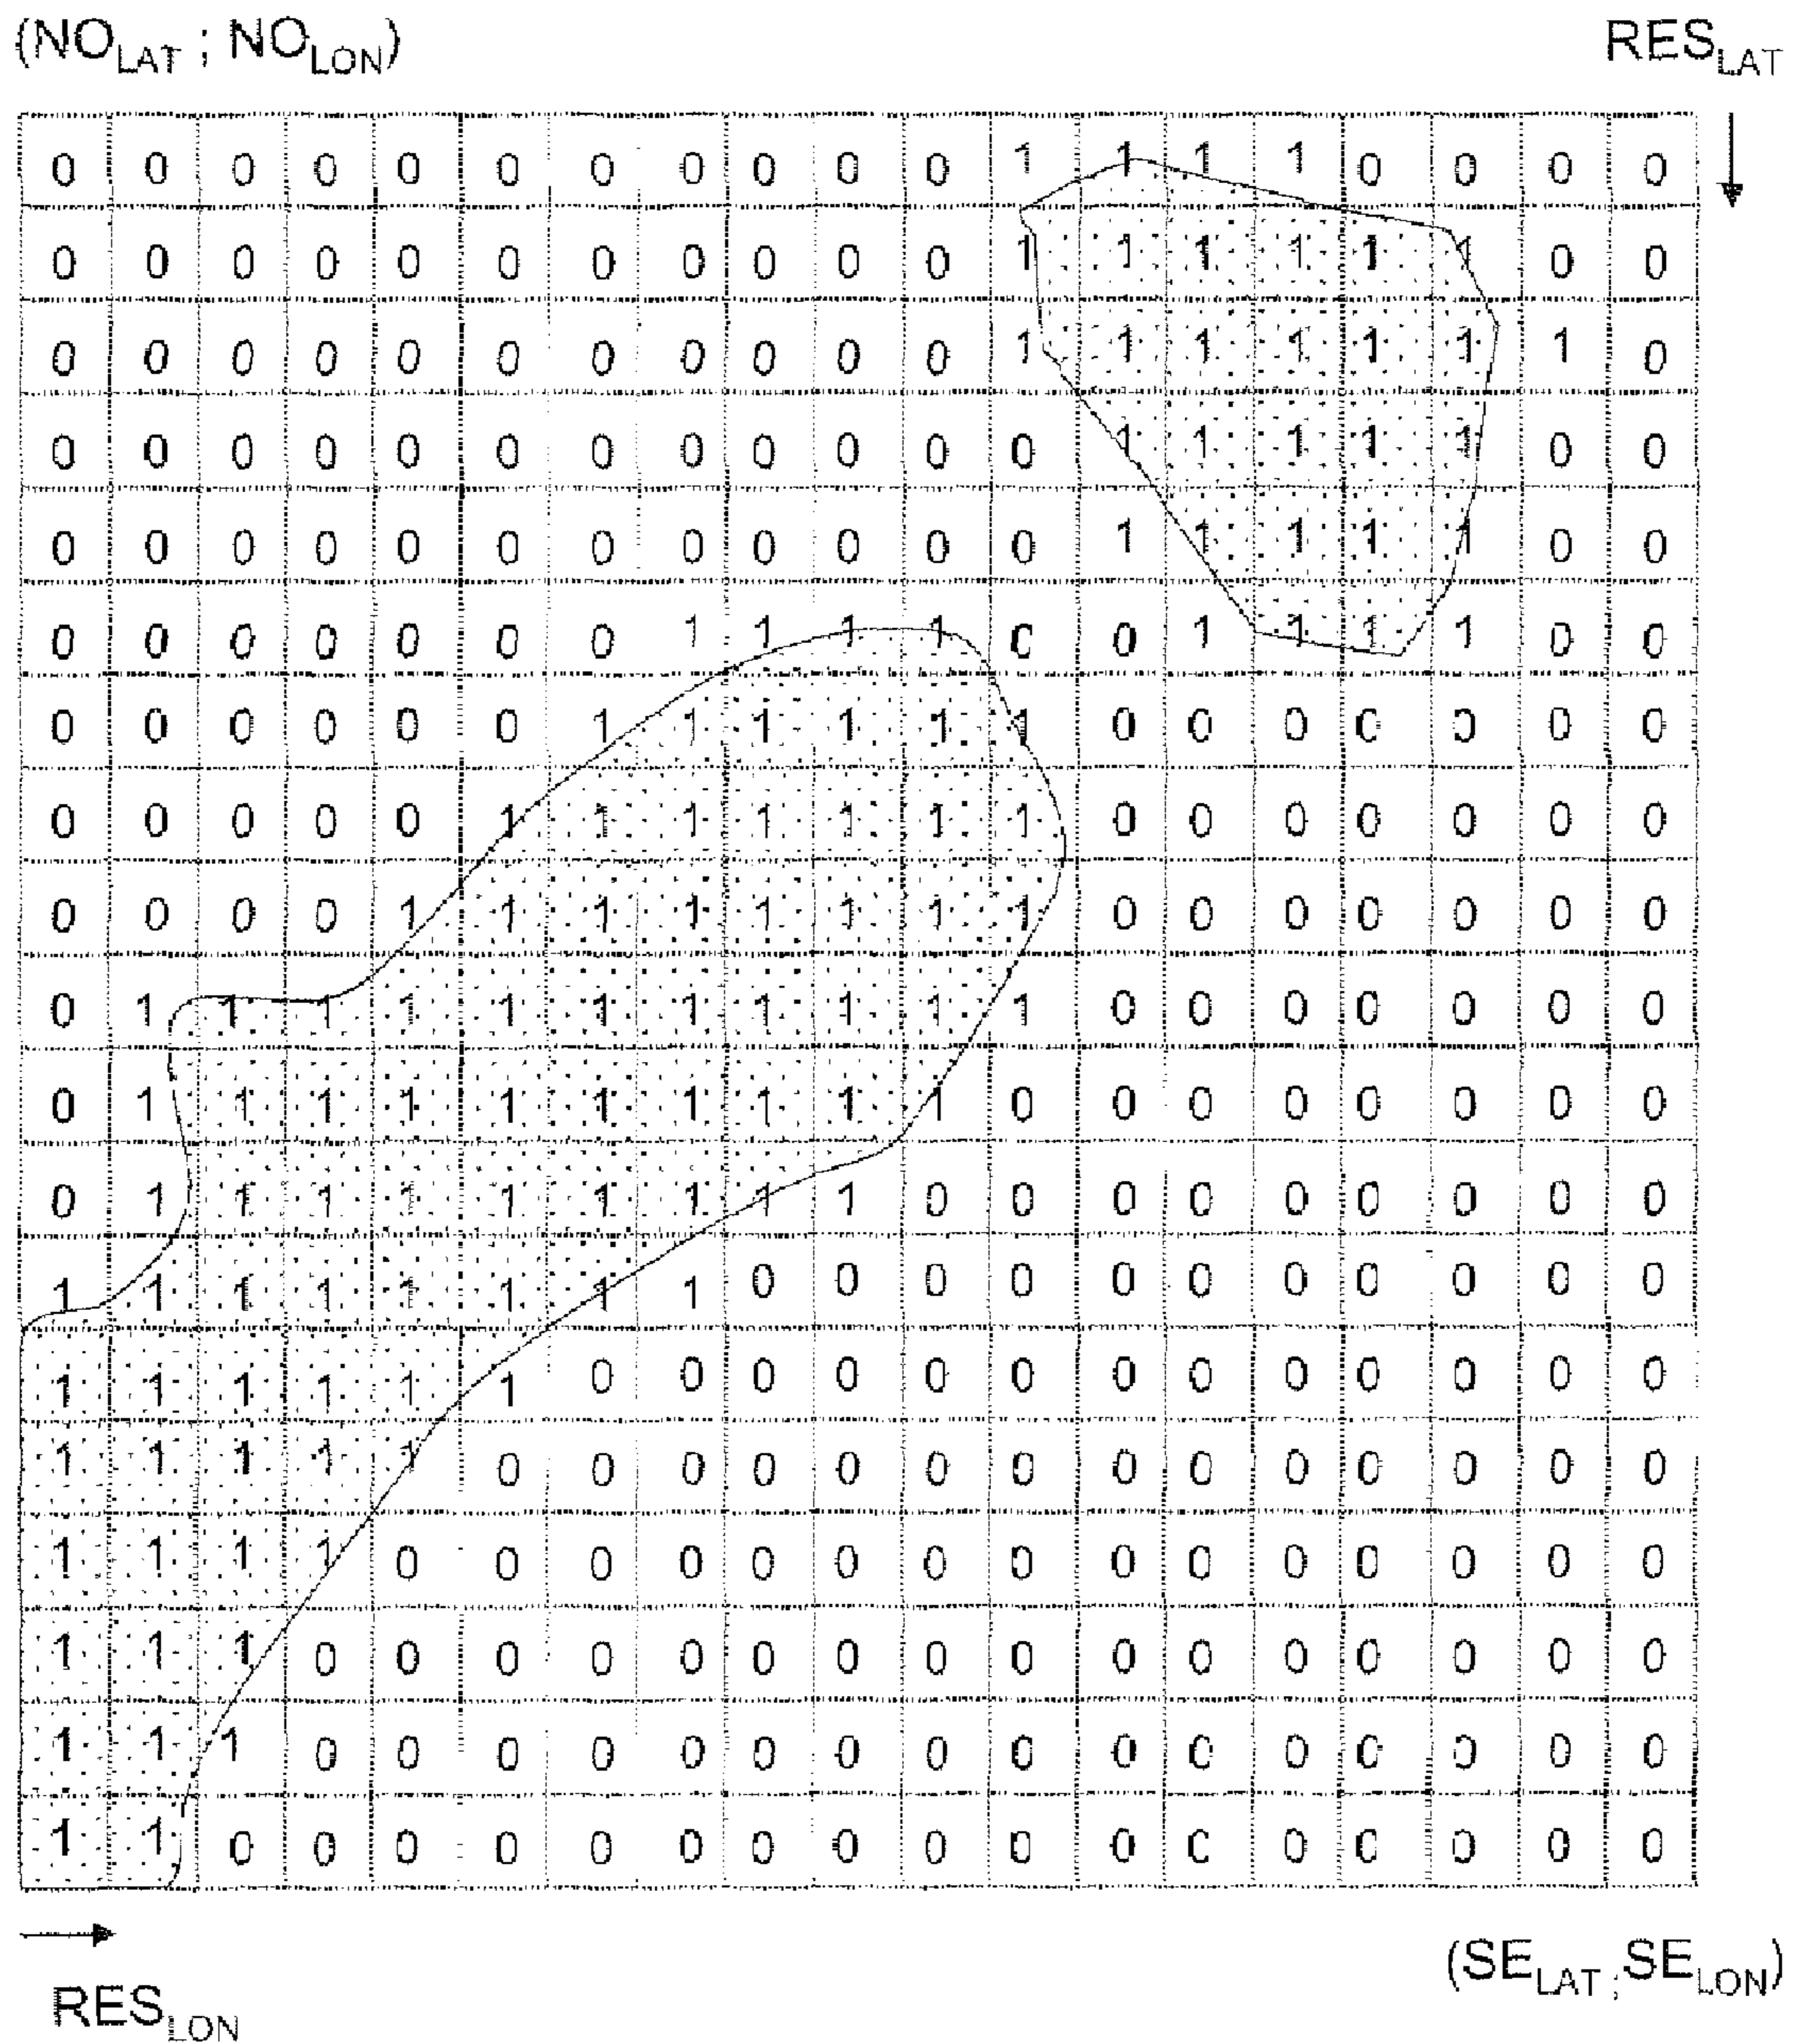 (NO_LAT ; NO_LON) RES_LAT
0 0 0 0 0 0 0 0 0 0 0 1 1 1 1 0 0 0 0
0 0 0 0 0 0 0 0 0 0 0 1 1 1 1 1 1 0 0
0 0 0 0 0 0 0 0 0 0 0 1 1 1 1 1 1 1 0
0 0 0 0 0 0 0 0 0 0 0 0 1 1 1 1 1 0 0
0 0 0 0 0 0 0 0 0 0 0 0 1 1 1 1 1 0 0
0 0 0 0 0 0 0 1 1 1 1 0 0 1 1 1 1 0 0
0 0 0 0 0 0 1 1 1 1 1 1 0 0 0 0 0 0 0
0 0 0 0 0 1 1 1 1 1 1 1 0 0 0 0 0 0 0
0 0 0 0 1 1 1 1 1 1 1 1 0 0 0 0 0 0 0
0 1 1 1 1 1 1 1 1 1 1 1 0 0 0 0 0 0 0
0 1 1 1 1 1 1 1 1 1 1 0 0 0 0 0 0 0 0
0 1 1 1 1 1 1 1 1 1 0 0 0 0 0 0 0 0 0
1 1 1 1 1 1 1 1 0 0 0 0 0 0 0 0 0 0 0
1 1 1 1 1 1 0 0 0 0 0 0 0 0 0 0 0 0 0
1 1 1 1 1 0 0 0 0 0 0 0 0 0 0 0 0 0 0
1 1 1 1 0 0 0 0 0 0 0 0 0 0 0 0 0 0 0
1 1 1 0 0 0 0 0 0 0 0 0 0 0 0 0 0 0 0
1 1 1 0 0 0 0 0 0 0 0 0 0 0 0 0 0 0 0
1 1 0 0 0 0 0 0 0 0 0 0 0 0 0 0 0 0 0
(SE_LAT ; SE_LON)
RES_LON